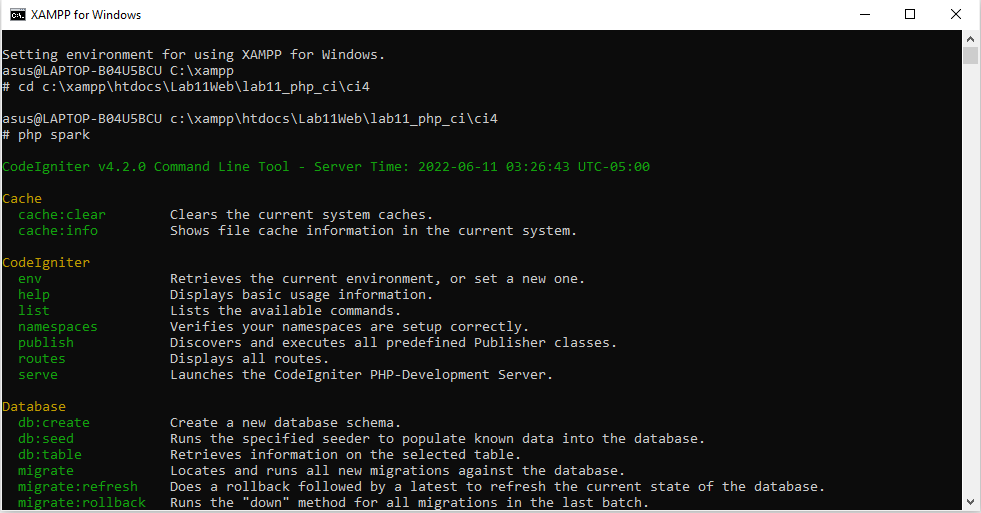 XAMPP for Windows
Setting environment for using XAMPP for Windows.
asus@LAPTOP-B04U5BCU C:\xampp
# cd c:\xampp\htdocs\Lab11Web\lab11_php_ci\ci4
asus@LAPTOP-B04U5BCU c:\xampp\htdocs\Lab11Web\lab11_php_ci\ci4
# php spark
CodeIgniter v4.2.0 Command Line Tool - Server Time: 2022-06-11 03:26:43 UTC-05:00
Cache
cache:clear Clears the current system caches.
cache:info Shows file cache information in the current system.
CodeIgniter
env Retrieves the current environment, or set a new one.
help Displays basic usage information.
list Lists the available commands.
namespaces Verifies your namespaces are setup correctly.
publish Discovers and executes all predefined Publisher classes.
routes Displays all routes.
serve Launches the CodeIgniter PHP-Development Server.
Database
db:create Create a new database schema.
db:seed Runs the specified seeder to populate known data into the database.
db:table Retrieves information on the selected table.
migrate Locates and runs all new migrations against the database.
migrate:refresh Does a rollback followed by a latest to refresh the current state of the database.
migrate:rollback Runs the "down" method for all migrations in the last batch.